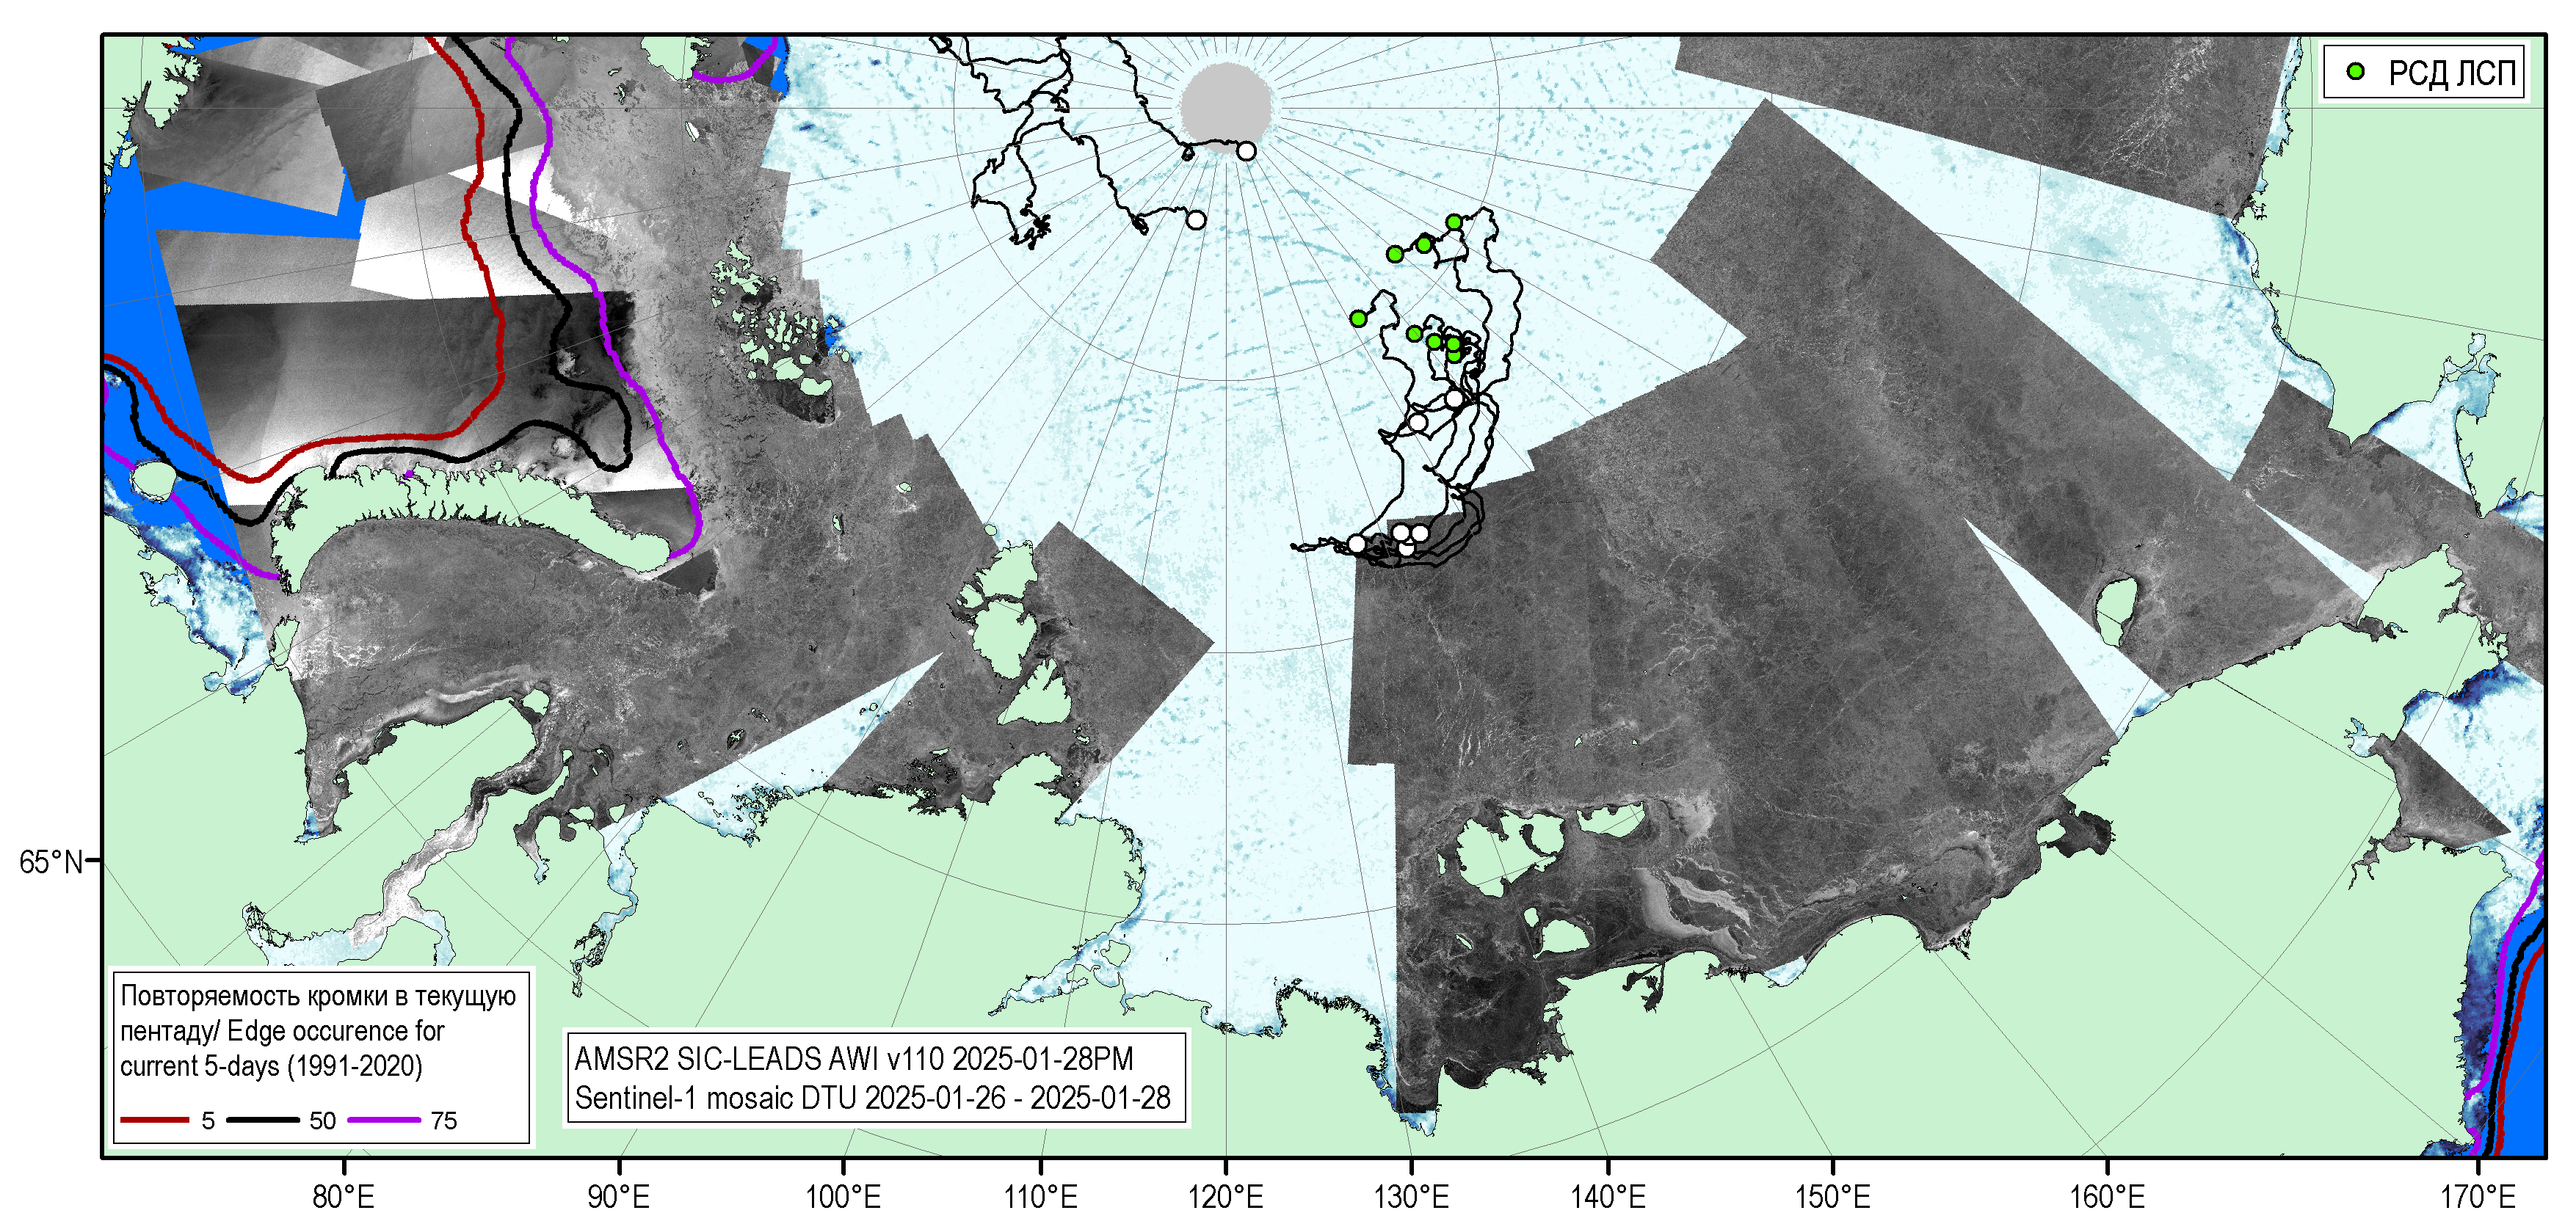 РСД ЛСП
65°N
Повторяемость кромки в текущую
пентаду/ Edge occurence for
current 5-days (1991-2020)
5 50 75
AMSR2 SIC-LEADS AWI v110 2025-01-28PM
Sentinel-1 mosaic DTU 2025-01-26 - 2025-01-28
80°E 90°E 100°E 110°E 120°E 130°E 140°E 150°E 160°E 170°E